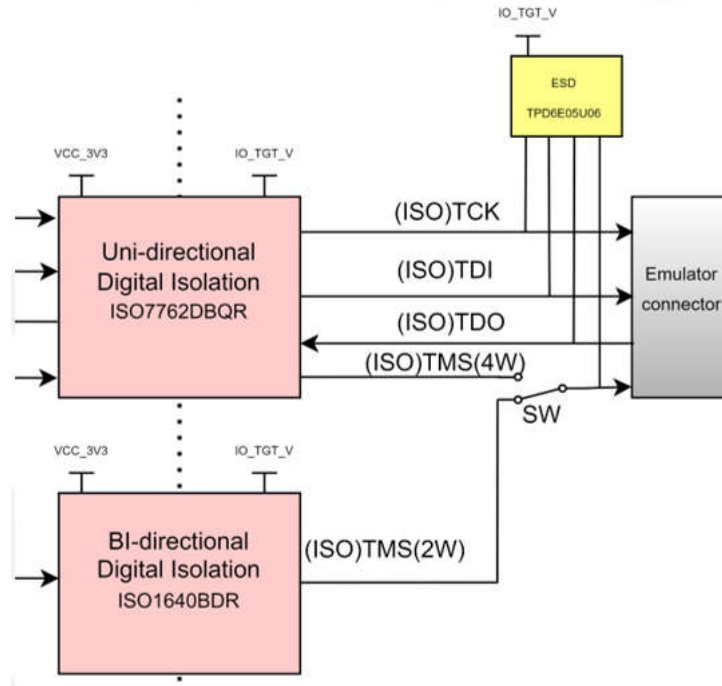 IO_TGT_V
ESD
TPD6E05U06
VCC_3V3
IO_TGT_V
(ISO)TCK
Uni-directional
Digital Isolation
ISO7762DBQR
(ISO)TDI
Emulator
connector
(ISO)TDO
(ISO)TMS(4W)
SW
VCC_3V3
IO_TGT_V
BI-directional
Digital Isolation
ISO1640BDR
(ISO)TMS(2W)